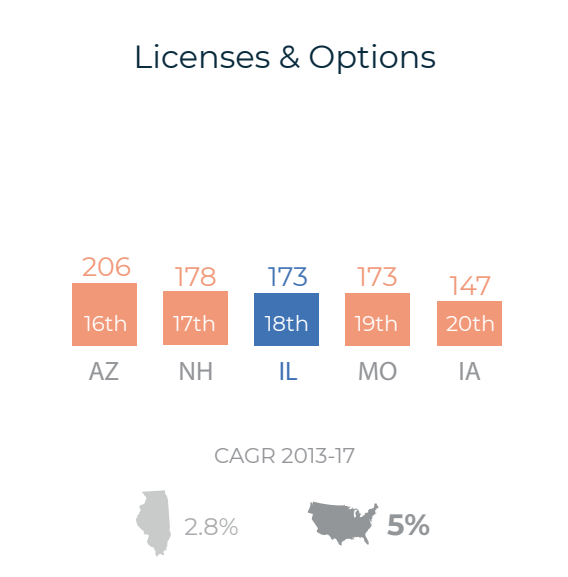 Licenses & Options
206 178 173 173 147
16th 17th 18th 19th 20th
AZ NH IL MO IA
CAGR 2013-17
2.8% 5%